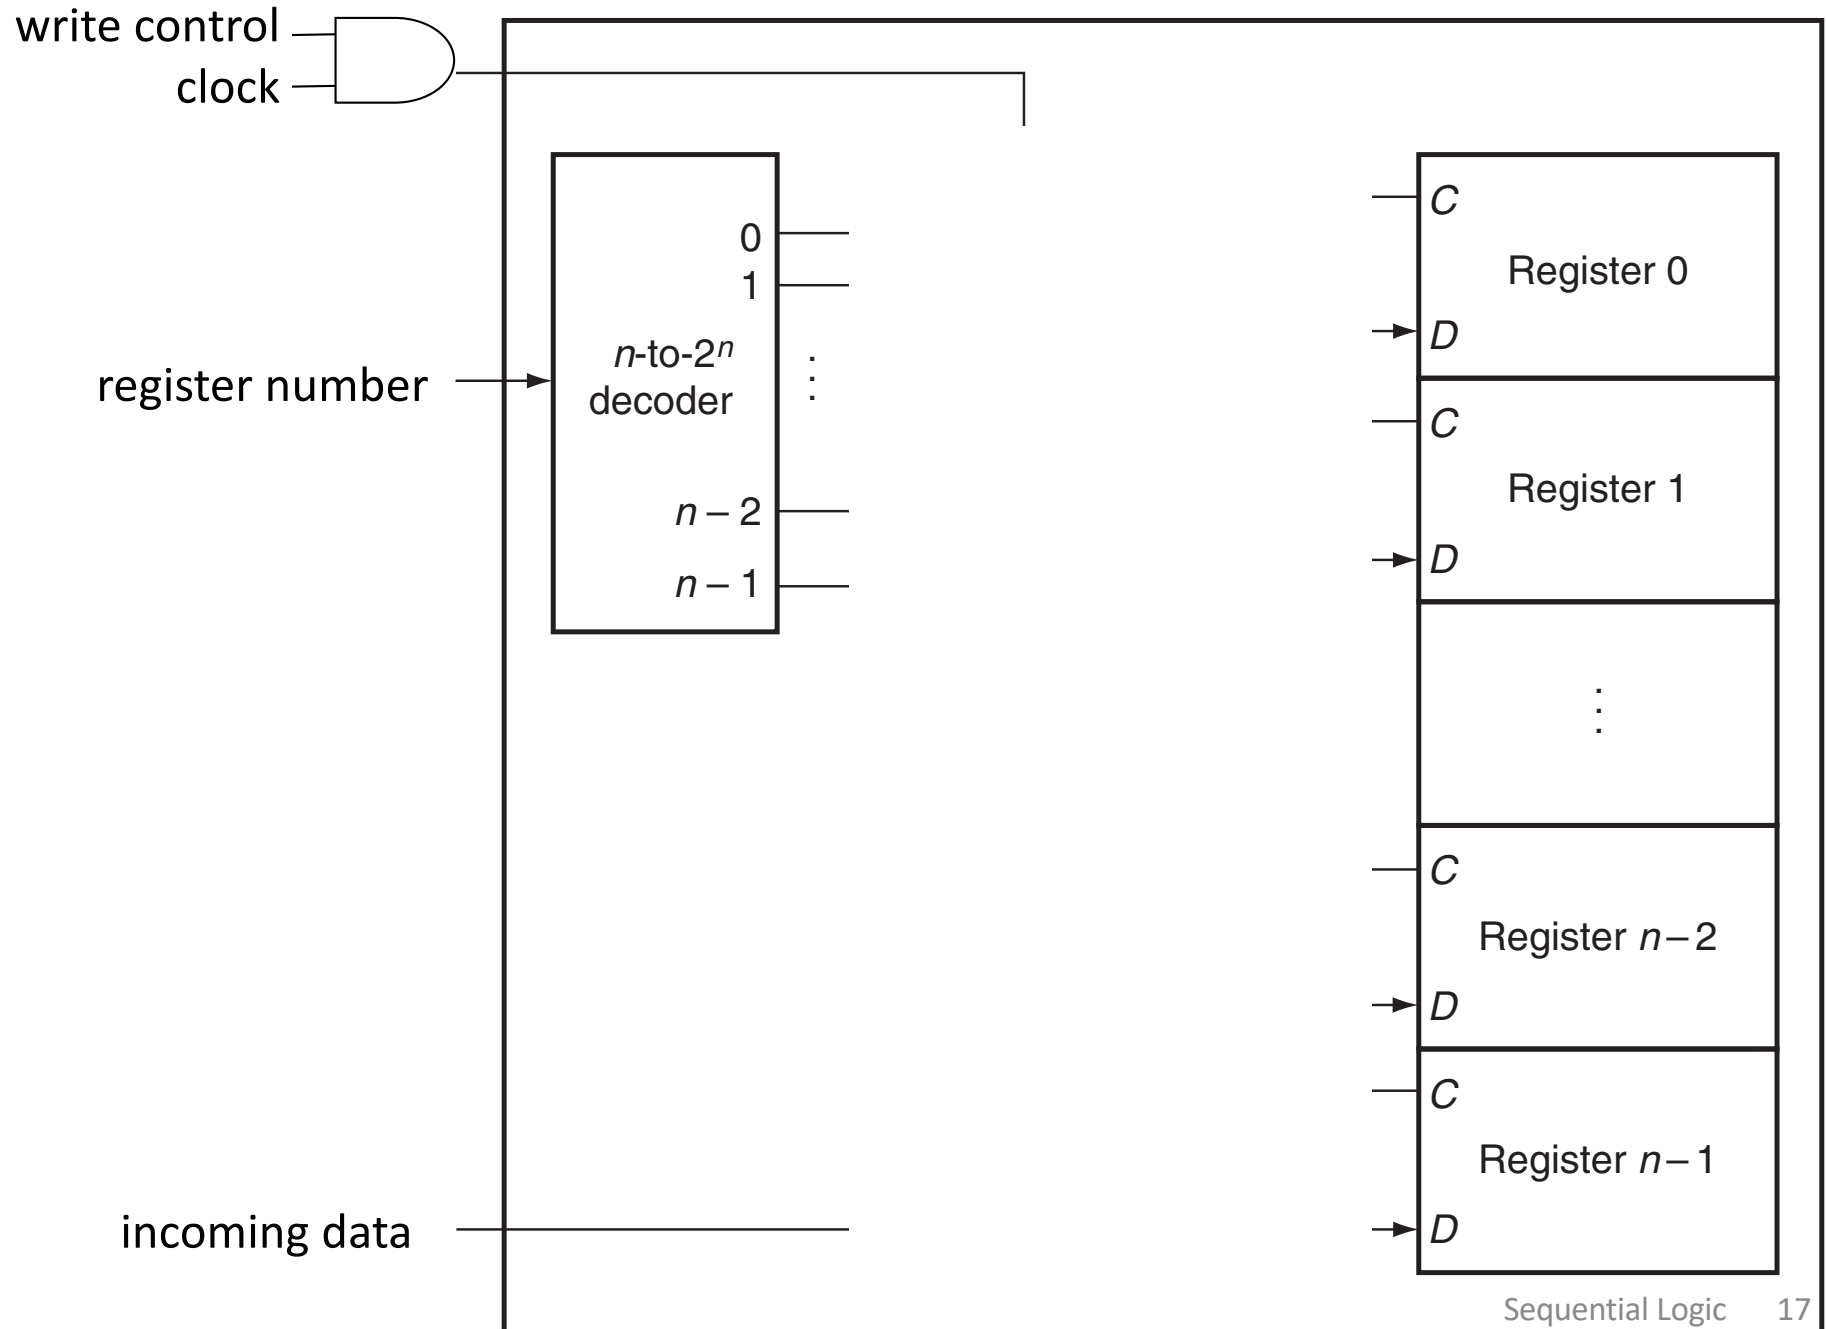 write control
clock
0
1
n-to-2ⁿ
decoder
⋮
n – 2
n – 1
register number
incoming data
C
Register 0
D
C
Register 1
D
⋮
C
Register n – 2
D
C
Register n – 1
D
Sequential Logic 17